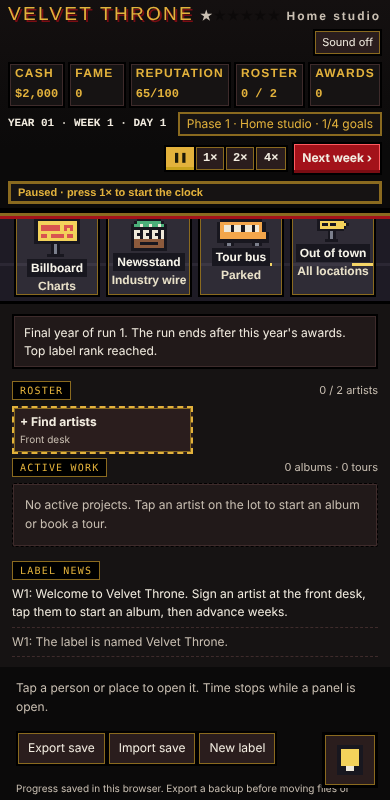 VELVET THRONE ★ ★★★★★ Home studio
Sound off
CASH FAME REPUTATION ROSTER AWARDS
$2,000 0 65/100 0 / 2 0
YEAR 01 · WEEK 1 · DAY 1 Phase 1 · Home studio · 1/4 goals
1× 2× 4× Next week ›
Paused · press 1× to start the clock
Billboard Newsstand Tour bus Out of town
Charts Industry wire Parked All locations
Final year of run 1. The run ends after this year's awards.
Top label rank reached.
ROSTER 0 / 2 artists
+ Find artists
Front desk
ACTIVE WORK 0 albums · 0 tours
No active projects. Tap an artist on the lot to start an album
or book a tour.
LABEL NEWS
W1: Welcome to Velvet Throne. Sign an artist at the front desk,
tap them to start an album, then advance weeks.
W1: The label is named Velvet Throne.
Tap a person or place to open it. Time stops while a panel is
open.
Export save Import save New label
Progress saved in this browser. Export a backup before moving files or